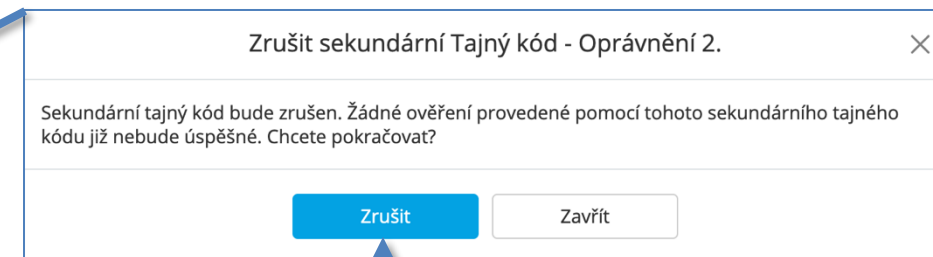 Zrušit sekundární Tajný kód - Oprávnění 2.
Sekundární tajný kód bude zrušen. Žádné ověření provedené pomocí tohoto sekundárního tajného
kódu již nebude úspěšné. Chcete pokračovat?
Zrušit
Zavřít